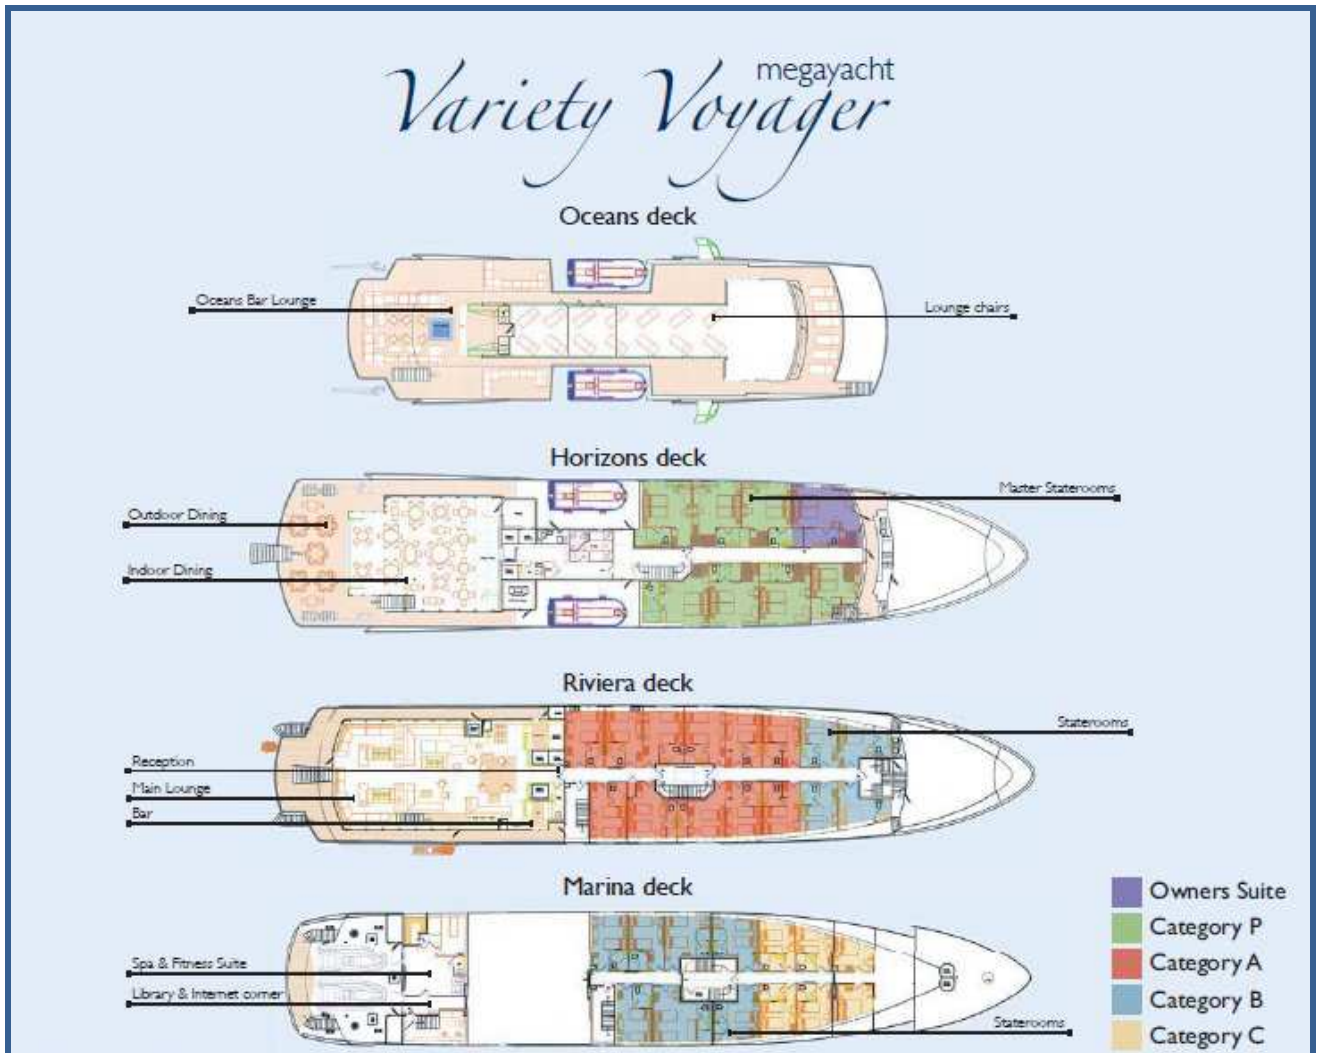 megayacht
Variety Voyager
Oceans deck
Oceans Bar Lounge
Lounge chairs
Horizons deck
Master Staterooms
Outdoor Dining
Indoor Dining
Riviera deck
Staterooms
Reception
Main Lounge
Bar
Marina deck
Owners Suite
Category P
Category A
Spa & Fitness Suite
Library & Internet corner
Category B
Staterooms
Category C